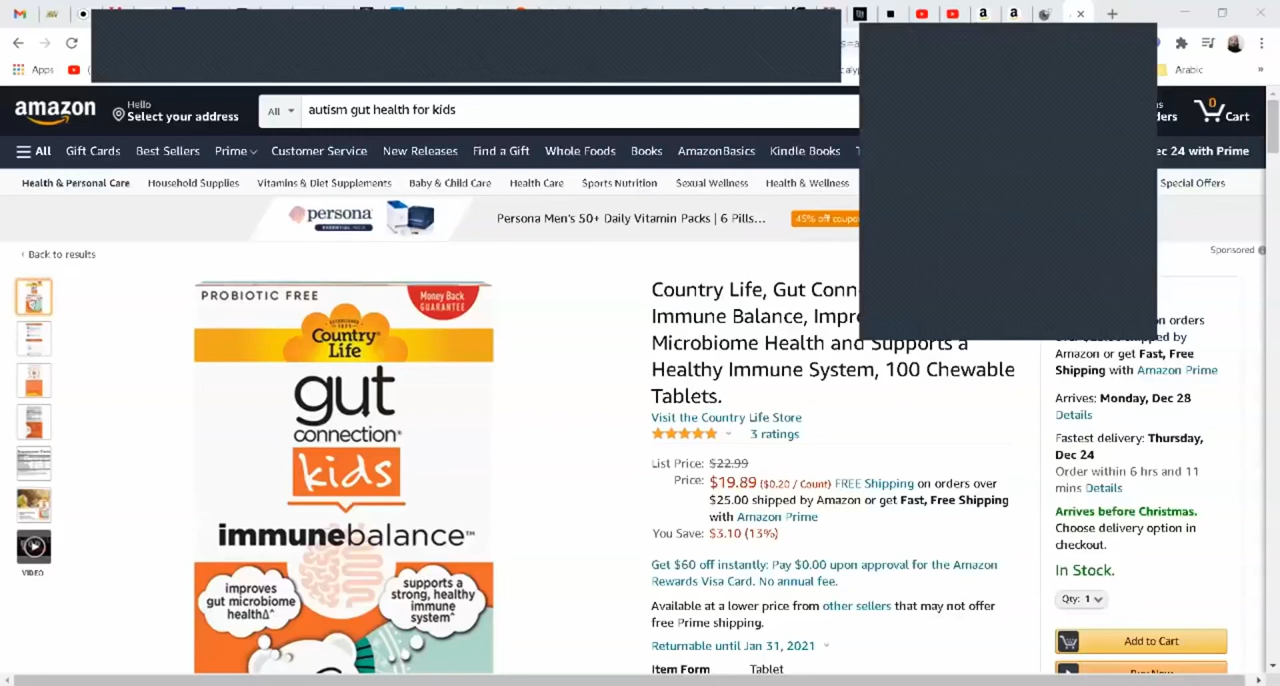 Apps
Arabic
amazon
Hello
Select your address
All
autism gut health for kids
Cart
0
All
Gift Cards
Best Sellers
Prime
Customer Service
New Releases
Find a Gift
Whole Foods
Books
AmazonBasics
Kindle Books
Dec 24 with Prime
Health & Personal Care
Household Supplies
Vitamins & Diet Supplements
Baby & Child Care
Health Care
Sports Nutrition
Sexual Wellness
Health & Wellness
Special Offers
persona
Persona Men's 50+ Daily Vitamin Packs | 6 Pills...
45% off coupo
Sponsored
‹ Back to results
VIDEO
PROBIOTIC FREE
Money Back
GUARANTEE
Country
Life
gut
connection
kids
immunebalance™
improves
gut microbiome
health∆^
supports a
strong, healthy
immune
system^
Country Life, Gut Conn
Immune Balance, Impr
Microbiome Health and Supports a
Healthy Immune System, 100 Chewable
Tablets.
Visit the Country Life Store
3 ratings
List Price: $22.99
Price: $19.89 ($0.20 / Count) FREE Shipping on orders over
$25.00 shipped by Amazon or get Fast, Free Shipping
with Amazon Prime
You Save: $3.10 (13%)
Get $60 off instantly: Pay $0.00 upon approval for the Amazon
Rewards Visa Card. No annual fee.
Available at a lower price from other sellers that may not offer
free Prime shipping.
Returnable until Jan 31, 2021
Item Form Tablet
n orders
shipped by
Amazon or get Fast, Free
Shipping with Amazon Prime
Arrives: Monday, Dec 28
Details
Fastest delivery: Thursday,
Dec 24
Order within 6 hrs and 11
mins Details
Arrives before Christmas.
Choose delivery option in
checkout.
In Stock.
Qty: 1
Add to Cart
Buy Now